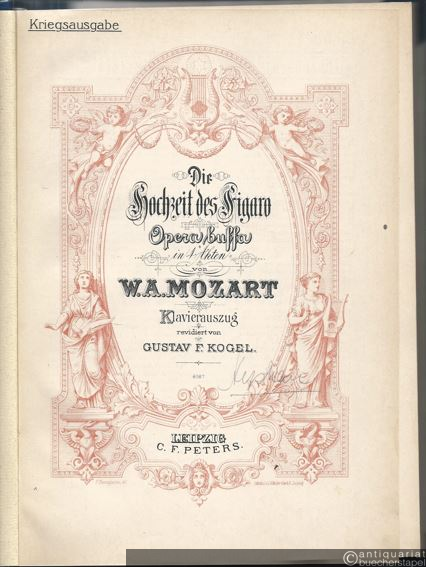 Kriegsausgabe
Die
Hochzeit des Figaro
Opera buffa
in 4 Akten
von
W.A.MOZART
Klavierauszug
revidiert von
GUSTAV F. KOGEL.
LEIPZIG
C. F. PETERS.
antiquariat
buecherstapel